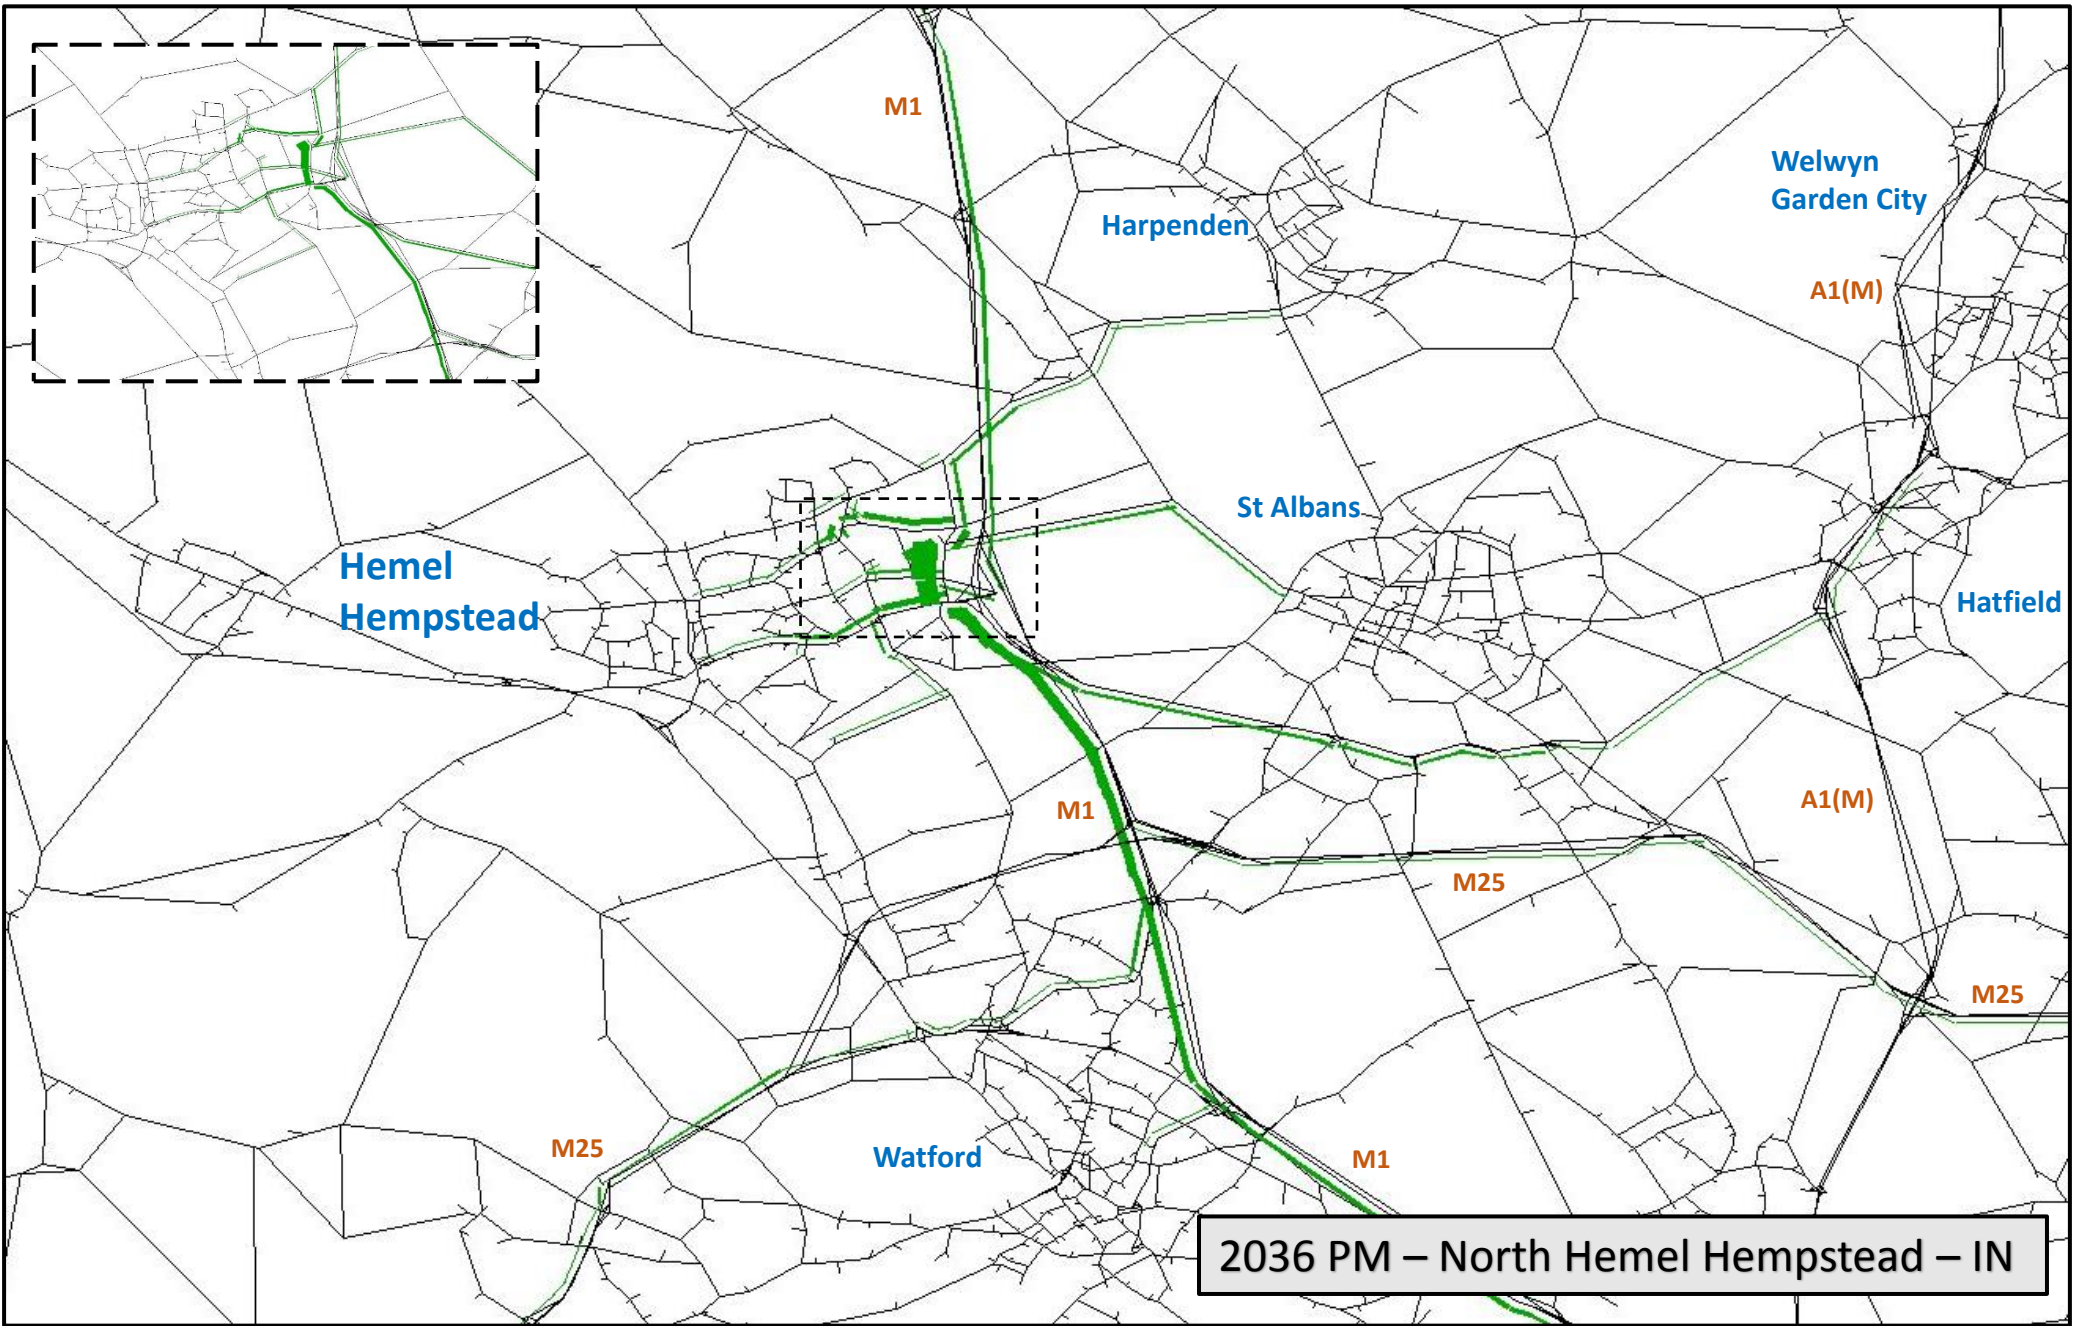 M1
Welwyn
Garden City
Harpenden
A1(M)
St Albans
Hemel
Hempstead
Hatfield
M1
A1(M)
M25
M25
M25
Watford
M1
2036 PM – North Hemel Hempstead – IN